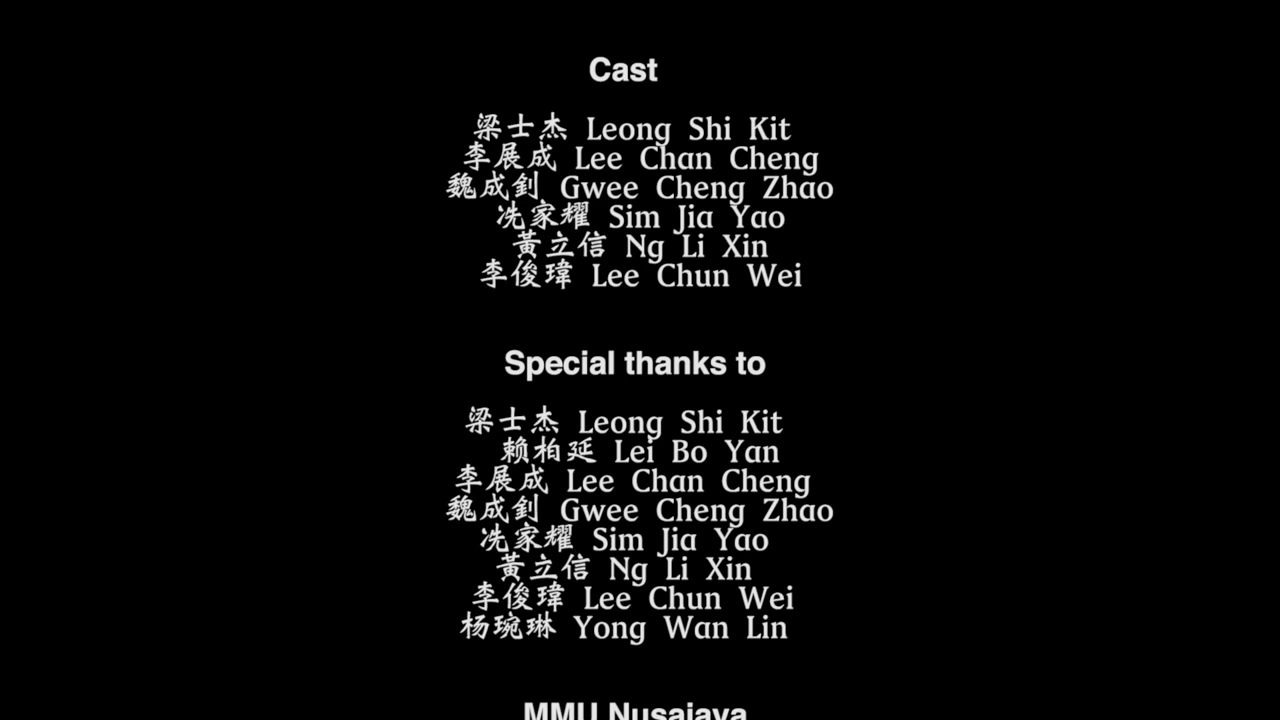 Cast
梁士杰 Leong Shi Kit
李展成 Lee Chan Cheng
魏成釗 Gwee Cheng Zhao
冼家耀 Sim Jia Yao
黃立信 Ng Li Xin
李俊瑋 Lee Chun Wei
Special thanks to
梁士杰 Leong Shi Kit
赖柏延 Lei Bo Yan
李展成 Lee Chan Cheng
魏成釗 Gwee Cheng Zhao
冼家耀 Sim Jia Yao
黃立信 Ng Li Xin
李俊瑋 Lee Chun Wei
杨琬琳 Yong Wan Lin
MMU Nusajaya